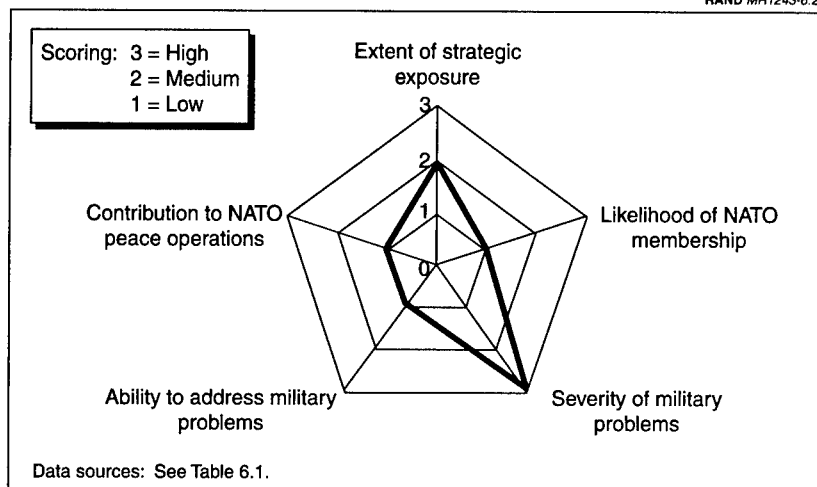 RAND MR1243-6.2
Scoring: 3 = High
2 = Medium
1 = Low
Extent of strategic
exposure
3
2
1
0
Contribution to NATO
peace operations
Likelihood of NATO
membership
Ability to address military
problems
Severity of military
problems
Data sources: See Table 6.1.